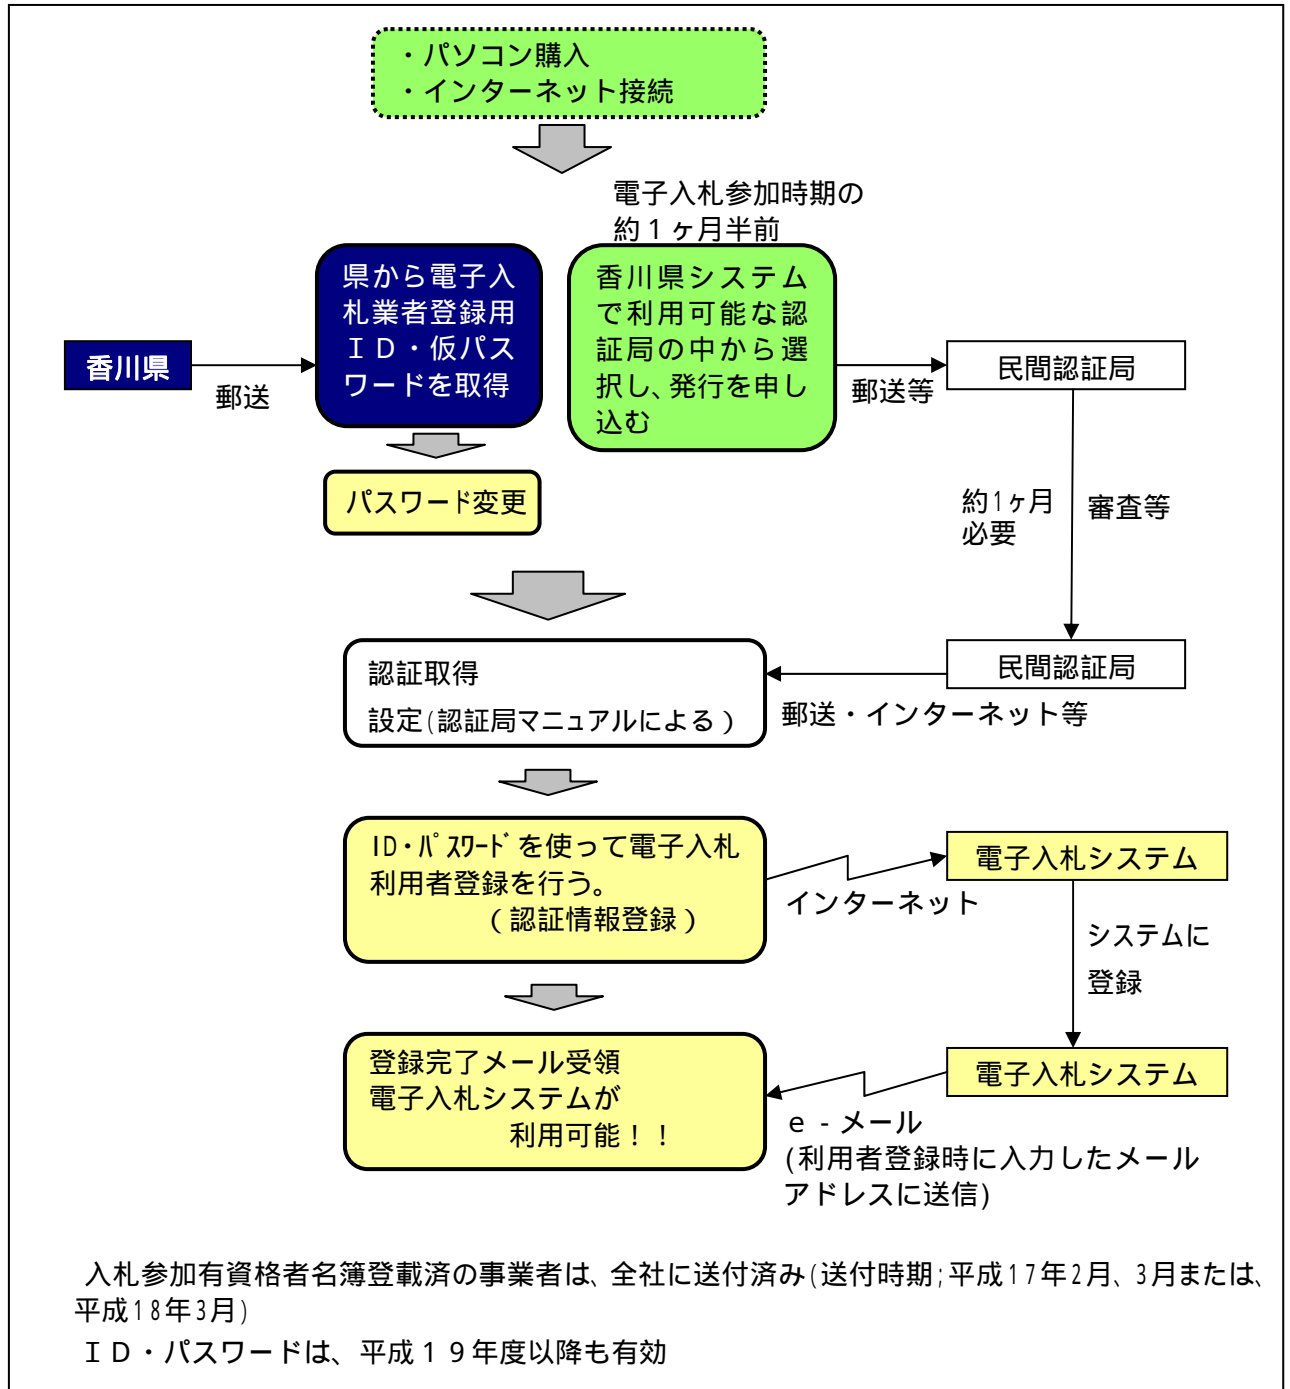 ・パソコン購入
・インターネット接続
電子入札参加時期の
約１ヶ月半前
県から電子入
札業者登録用
ＩＤ・仮パス
ワードを取得
香川県システム
で利用可能な認
証局の中から選
択し、発行を申し
込む
香川県
郵送
郵送等
民間認証局
パスワード変更
約1ヶ月
必要
審査等
認証取得
設定(認証局マニュアルによる）
民間認証局
郵送・インターネット等
ID・ﾊﾟｽﾜｰﾄﾞを使って電子入札
利用者登録を行う。
（認証情報登録）
インターネット
電子入札システム
システムに
登録
登録完了メール受領
電子入札システムが
利用可能！！
電子入札システム
ｅ‐メール
(利用者登録時に入力したメール
アドレスに送信)
入札参加有資格者名簿登載済の事業者は、全社に送付済み(送付時期;平成17年2月、3月または、
平成18年3月)
ＩＤ・パスワードは、平成１９年度以降も有効